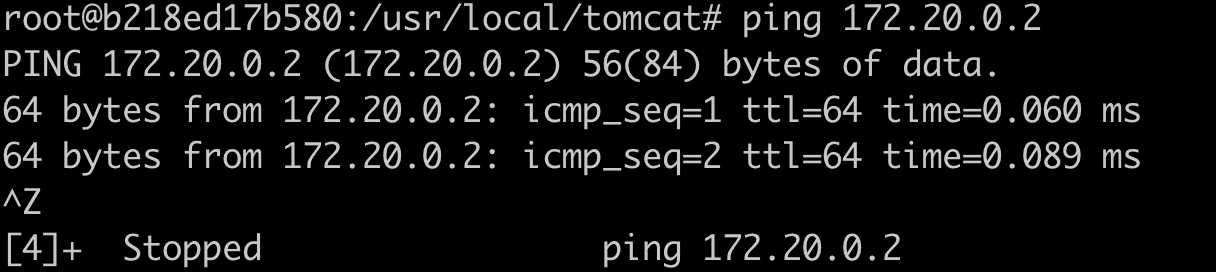 root@b218ed17b580:/usr/local/tomcat# ping 172.20.0.2
PING 172.20.0.2 (172.20.0.2) 56(84) bytes of data.
64 bytes from 172.20.0.2: icmp_seq=1 ttl=64 time=0.060 ms
64 bytes from 172.20.0.2: icmp_seq=2 ttl=64 time=0.089 ms
^Z
[4]+  Stopped                 ping 172.20.0.2